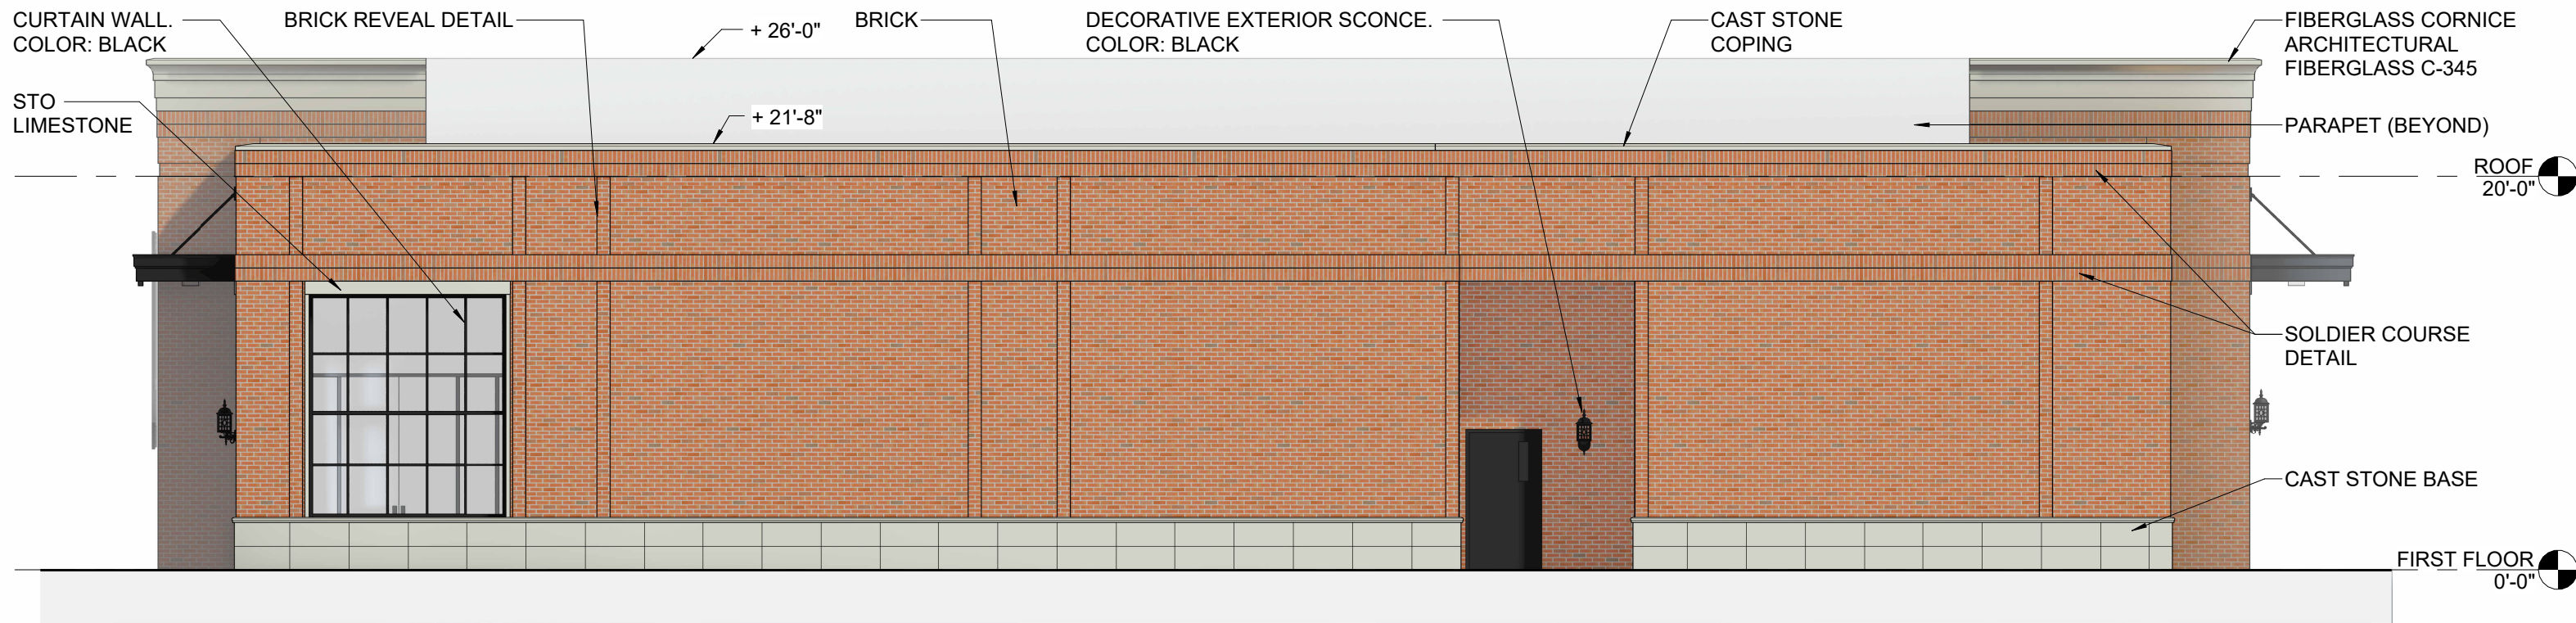 CURTAIN WALL.
COLOR: BLACK
BRICK REVEAL DETAIL
+ 26'-0"
BRICK
DECORATIVE EXTERIOR SCONCE.
COLOR: BLACK
CAST STONE
COPING
FIBERGLASS CORNICE
ARCHITECTURAL
FIBERGLASS C-345
STO
LIMESTONE
+ 21'-8"
PARAPET (BEYOND)
ROOF
20'-0"
SOLDIER COURSE
DETAIL
CAST STONE BASE
FIRST FLOOR
0'-0"